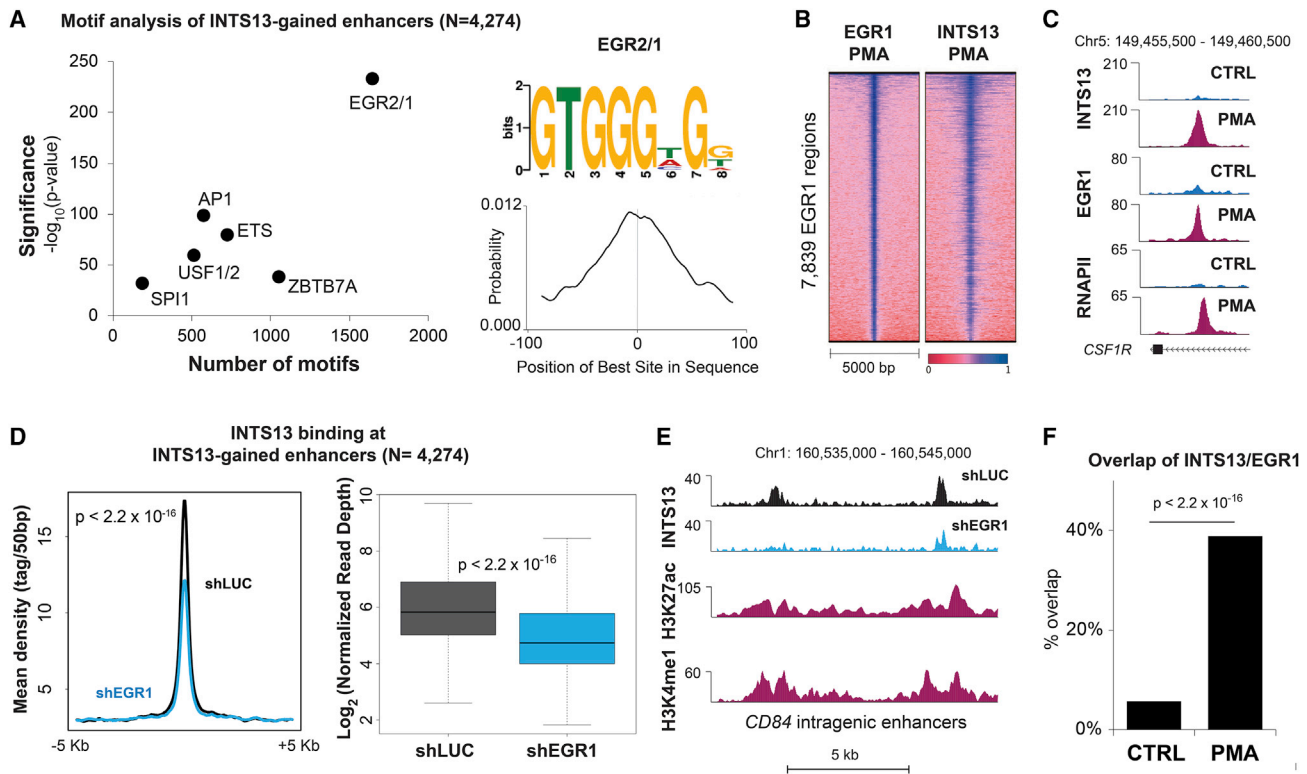 A
Motif analysis of INTS13-gained enhancers (N=4,274)
Significance
-log10(p-value)
250
200
150
100
50
0
EGR2/1
AP1
ETS
USF1/2
SPI1
ZBTB7A
0
500
1000
1500
2000
Number of motifs
EGR2/1
bits
2
1
0
GTGGGTGG
A T
A
1 2 3 4 5 6 7 8
Probability
0.012
0.000
-100
0
100
Position of Best Site in Sequence
B
EGR1
PMA
INTS13
PMA
7,839 EGR1 regions
5000 bp
0
1
C
Chr5: 149,455,500 - 149,460,500
INTS13
210
CTRL
210
PMA
EGR1
80
CTRL
80
PMA
RNAPII
65
CTRL
65
PMA
CSF1R
D
INTS13 binding at
INTS13-gained enhancers (N= 4,274)
Mean density (tag/50bp)
15
10
5
p < 2.2 x 10-16
shLUC
shEGR1
-5 Kb
+5 Kb
Log2 (Normalized Read Depth)
10
8
6
4
2
p < 2.2 x 10-16
shLUC
shEGR1
E
Chr1: 160,535,000 - 160,545,000
INTS13
40
shLUC
40
shEGR1
H3K27ac
105
H3K4me1
60
CD84 intragenic enhancers
5 kb
F
Overlap of INTS13/EGR1
p < 2.2 x 10-16
% overlap
40%
20%
0%
CTRL
PMA